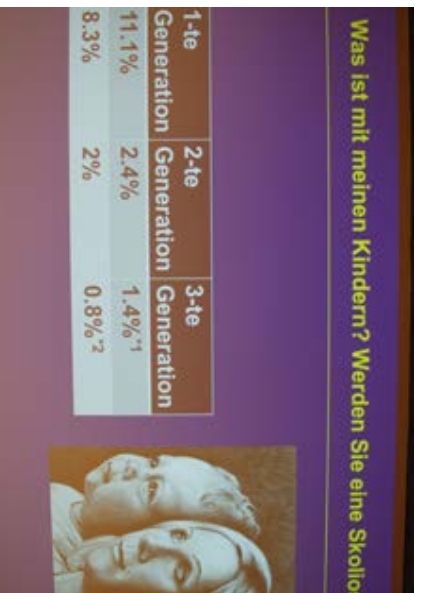 Was ist mit meinen Kindern? Werden Sie eine Skolio
1-te Generation 2-te Generation 3-te Generation
11.1% 2.4% 1.4%*1
8.3% 2% 0.8%*2